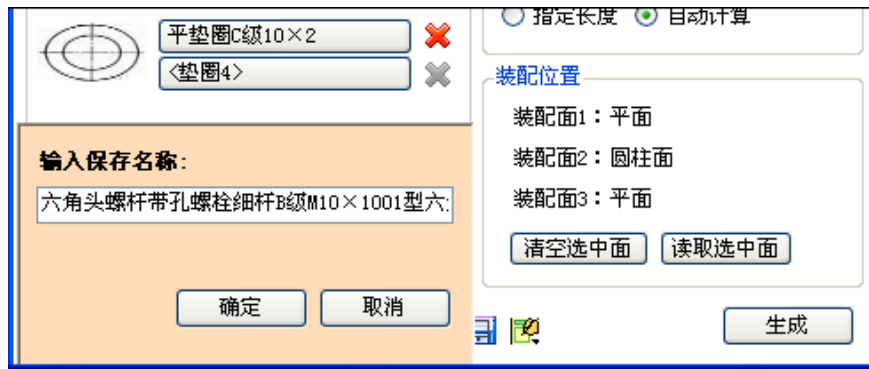 平垫圈C级10×2
<垫圈4>
输入保存名称:
六角头螺杆带孔螺栓细杆B级M10×1001型六:
确定 取消
指定长度 自动计算
装配位置
装配面1：平面
装配面2：圆柱面
装配面3：平面
清空选中面 读取选中面
生成